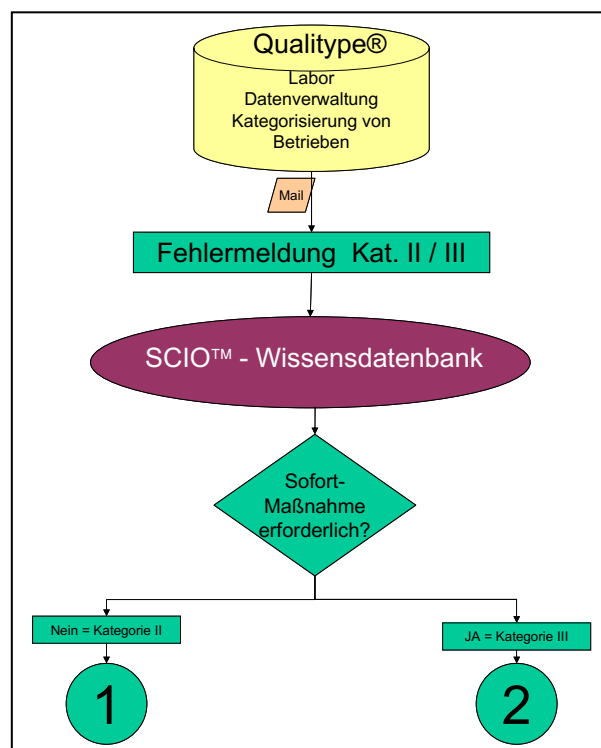 Qualitype®
Labor
Datenverwaltung
Kategorisierung von
Betrieben
Mail
Fehlermeldung Kat. II / III
SCIO™ - Wissensdatenbank
Sofort-
Maßnahme
erforderlich?
Nein = Kategorie II
JA = Kategorie III
1
2